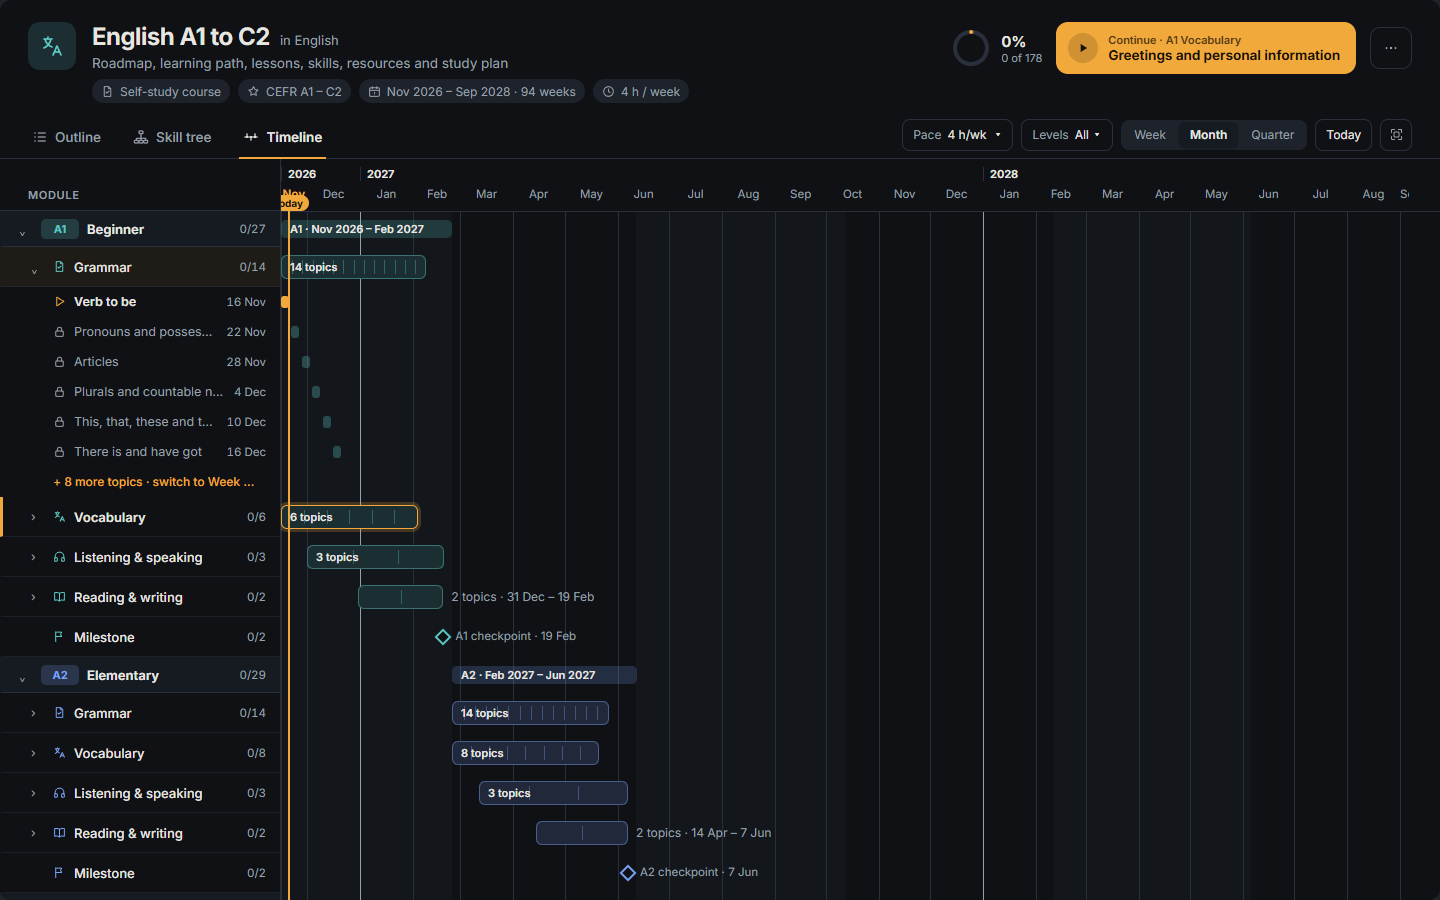 English A1 to C2 in English
Roadmap, learning path, lessons, skills, resources and study plan
Self-study course
CEFR A1 – C2
Nov 2026 – Sep 2028 · 94 weeks
4 h / week
0%
0 of 178
Continue · A1 Vocabulary
Greetings and personal information
Outline
Skill tree
Timeline
Pace 4 h/wk
Levels All
Week
Month
Quarter
Today
MODULE
2026
2027
2028
Nov Dec Jan Feb Mar Apr May Jun Jul Aug Sep Oct Nov Dec Jan Feb Mar Apr May Jun Jul Aug
oday
A1 Beginner 0/27
A1 · Nov 2026 – Feb 2027
Grammar 0/14
14 topics
Verb to be 16 Nov
Pronouns and posses... 22 Nov
Articles 28 Nov
Plurals and countable n... 4 Dec
This, that, these and t... 10 Dec
There is and have got 16 Dec
+ 8 more topics · switch to Week ...
Vocabulary 0/6
6 topics
Listening & speaking 0/3
3 topics
Reading & writing 0/2
2 topics · 31 Dec – 19 Feb
Milestone 0/2
A1 checkpoint · 19 Feb
A2 Elementary 0/29
A2 · Feb 2027 – Jun 2027
Grammar 0/14
14 topics
Vocabulary 0/8
8 topics
Listening & speaking 0/3
3 topics
Reading & writing 0/2
2 topics · 14 Apr – 7 Jun
Milestone 0/2
A2 checkpoint · 7 Jun